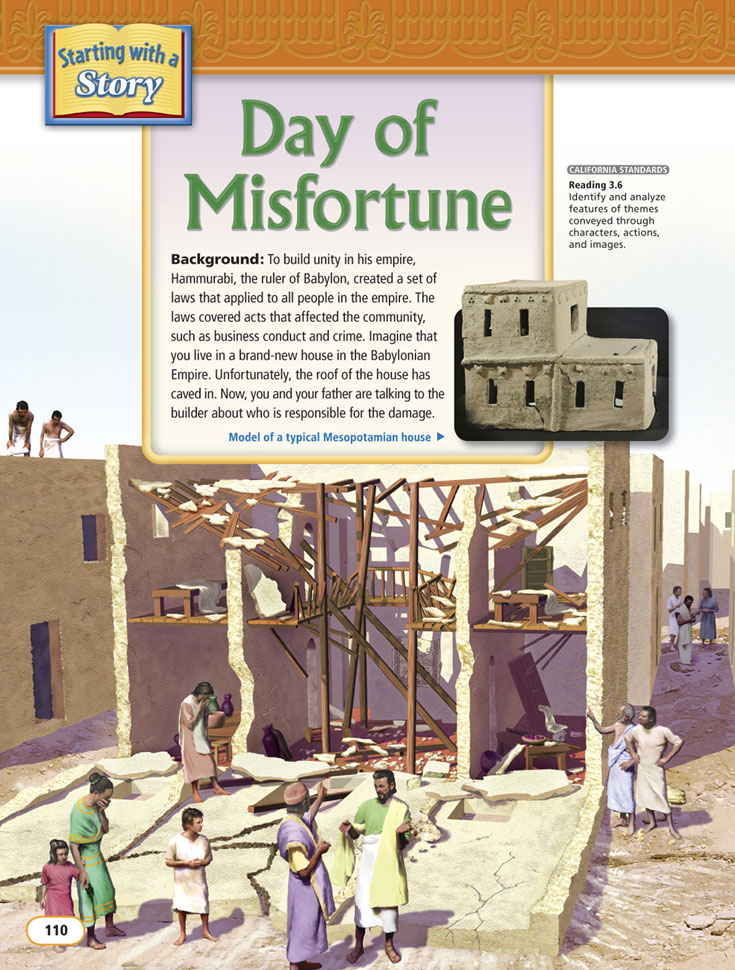 Starting with a
Story
Day of
Misfortune
CALIFORNIA STANDARDS
Reading 3.6
Identify and analyze
features of themes
conveyed through
characters, actions,
and images.
Background: To build unity in his empire,
Hammurabi, the ruler of Babylon, created a set of
laws that applied to all people in the empire. The
laws covered acts that affected the community,
such as business conduct and crime. Imagine that
you live in a brand-new house in the Babylonian
Empire. Unfortunately, the roof of the house has
caved in. Now, you and your father are talking to the
builder about who is responsible for the damage.
Model of a typical Mesopotamian house ▶
110